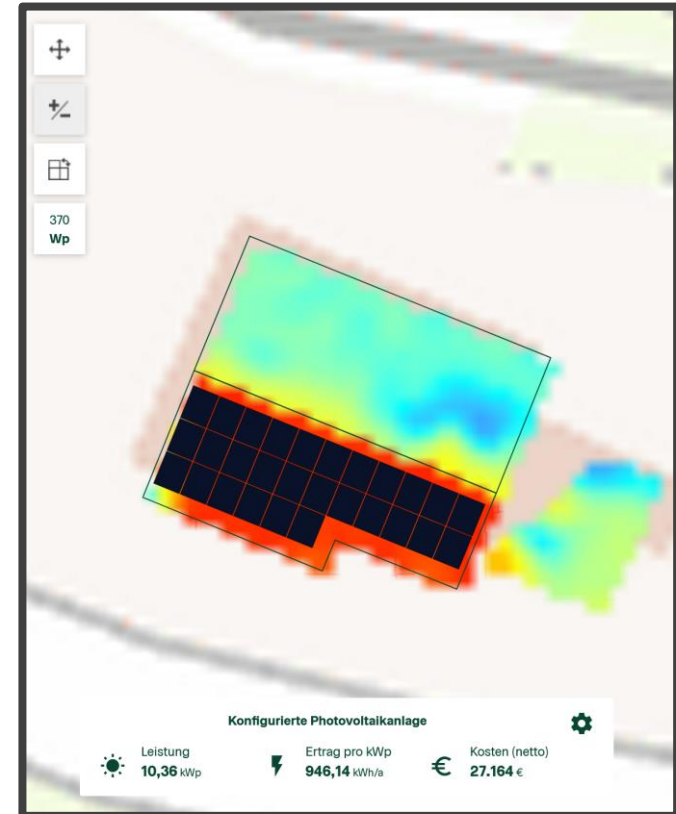 370
Wp
Konfigurierte Photovoltaikanlage
Leistung
10,36 kWp
Ertrag pro kWp
946,14 kWh/a
€
Kosten (netto)
27.164 €